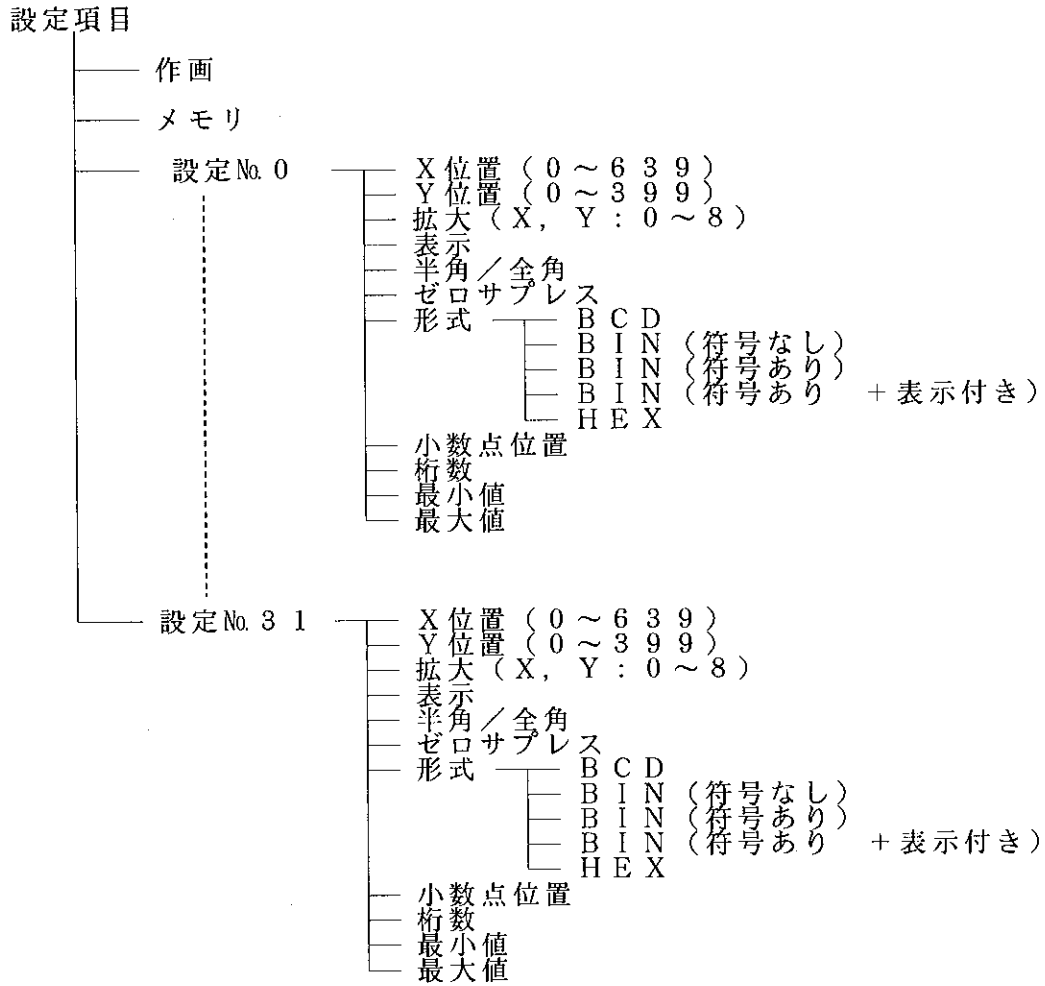 設定項目
作画
メモリ
設定№0
X位置(0～639)
Y位置(0～399)
拡大(X,Y:0～8)
表示
半角／全角
ゼロサプレス
形式
BCD
BIN(符号なし)
BIN(符号あり)
BIN(符号あり +表示付き)
HEX
小数点位置
桁数
最小値
最大値
設定№31
X位置(0～639)
Y位置(0～399)
拡大(X,Y:0～8)
表示
半角／全角
ゼロサプレス
形式
BCD
BIN(符号なし)
BIN(符号あり)
BIN(符号あり +表示付き)
HEX
小数点位置
桁数
最小値
最大値